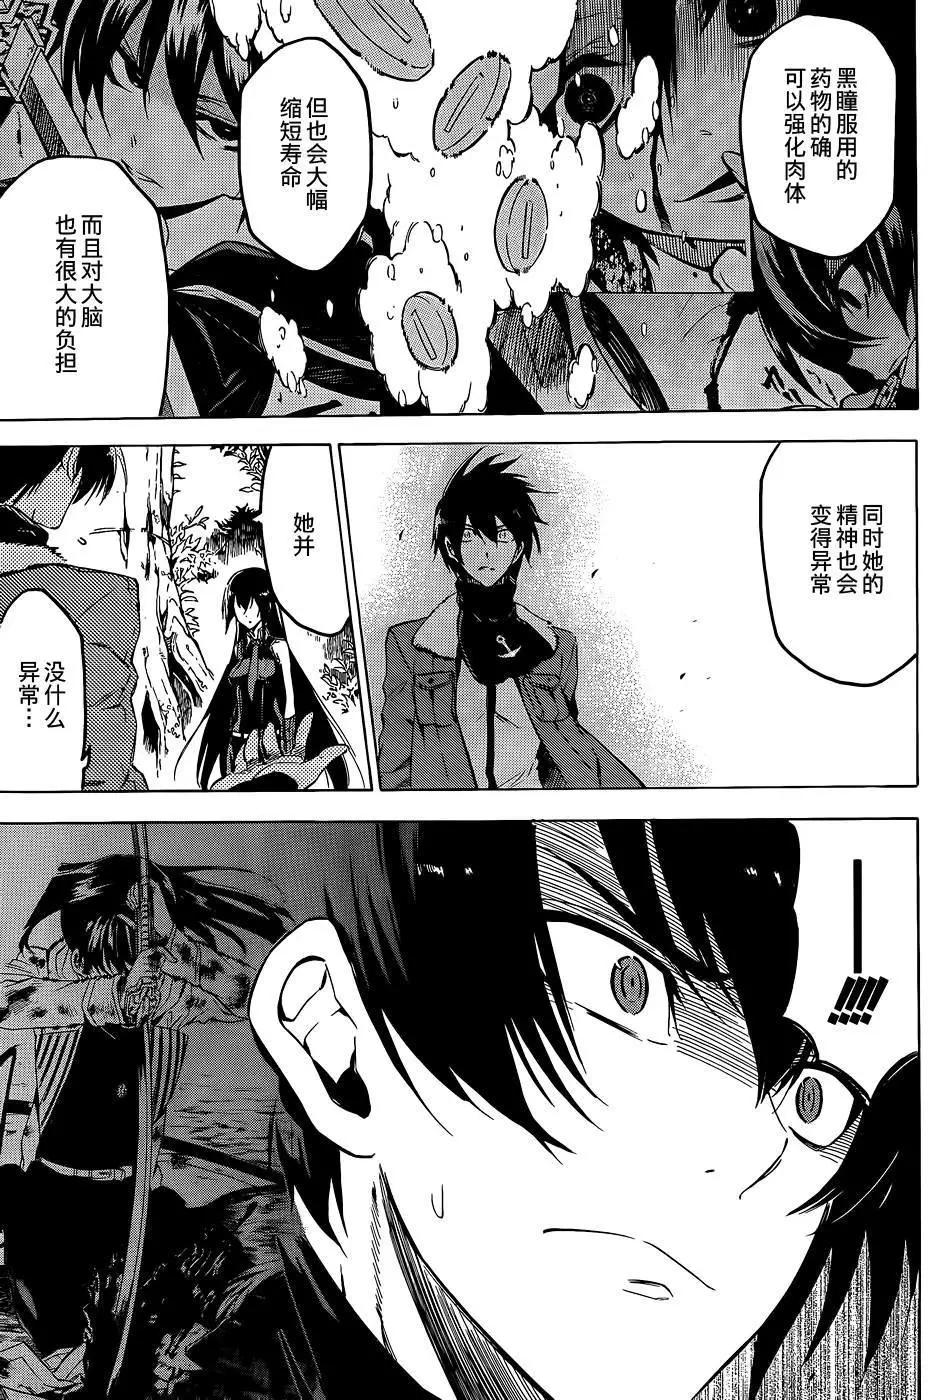 黑瞳服用的
药物的确
可以强化肉体
但也会大幅
缩短寿命
而且对大脑
也有很大的负担
同时她的
精神也会
变得异常
她并
没什么
异常…
━!!!!